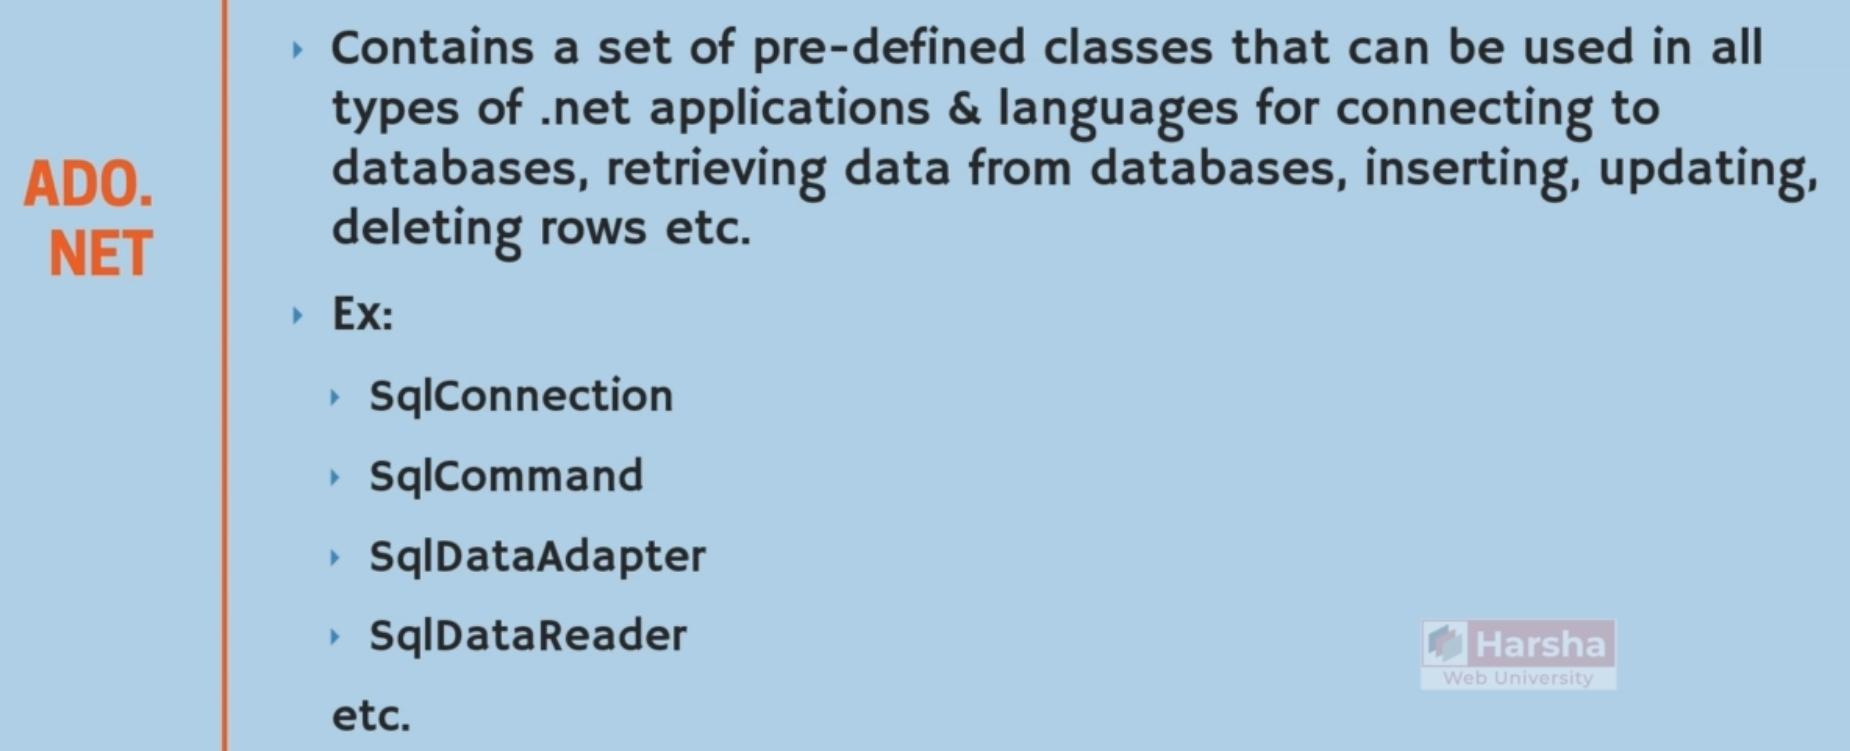 ADO.
NET
Contains a set of pre-defined classes that can be used in all
types of .net applications & languages for connecting to
databases, retrieving data from databases, inserting, updating,
deleting rows etc.
Ex:
SqlConnection
SqlCommand
SqlDataAdapter
SqlDataReader
etc.
Harsha
Web University